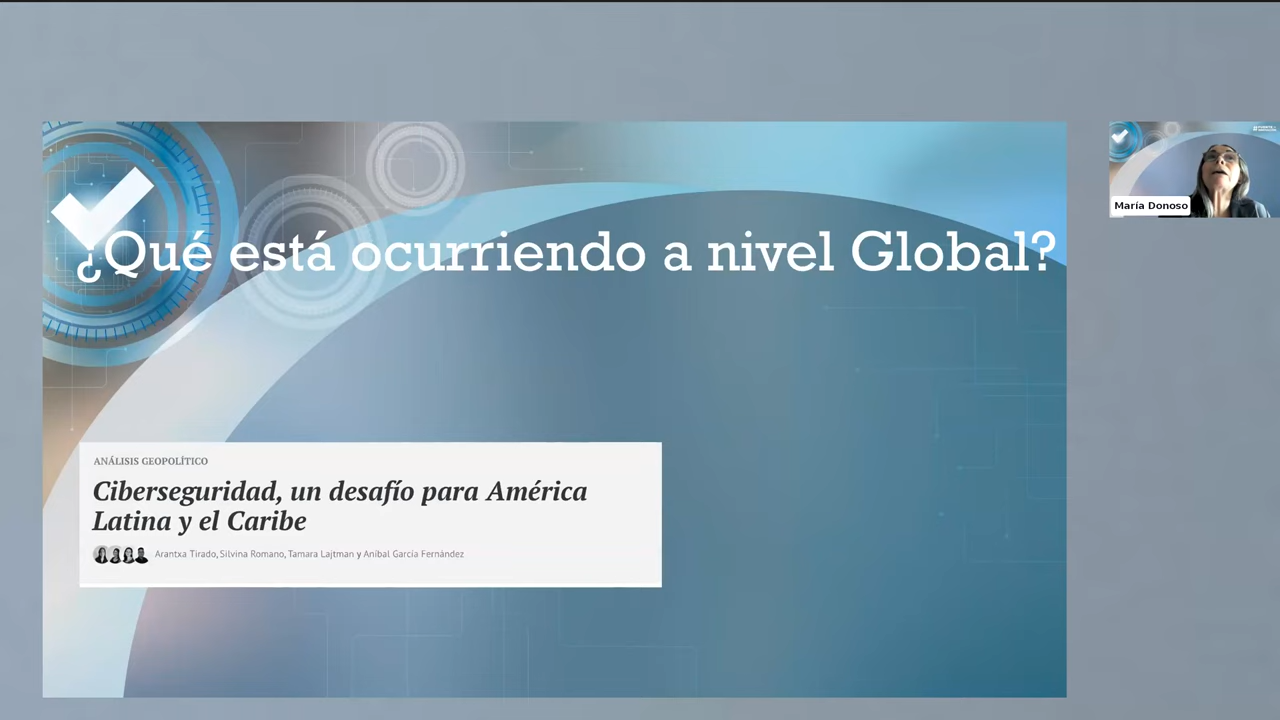 ¿Qué está ocurriendo a nivel Global?
ANÁLISIS GEOPOLÍTICO
Ciberseguridad, un desafío para América
Latina y el Caribe
Arantxa Tirado, Silvina Romano, Tamara Lajtman y Aníbal García Fernández
María Donoso